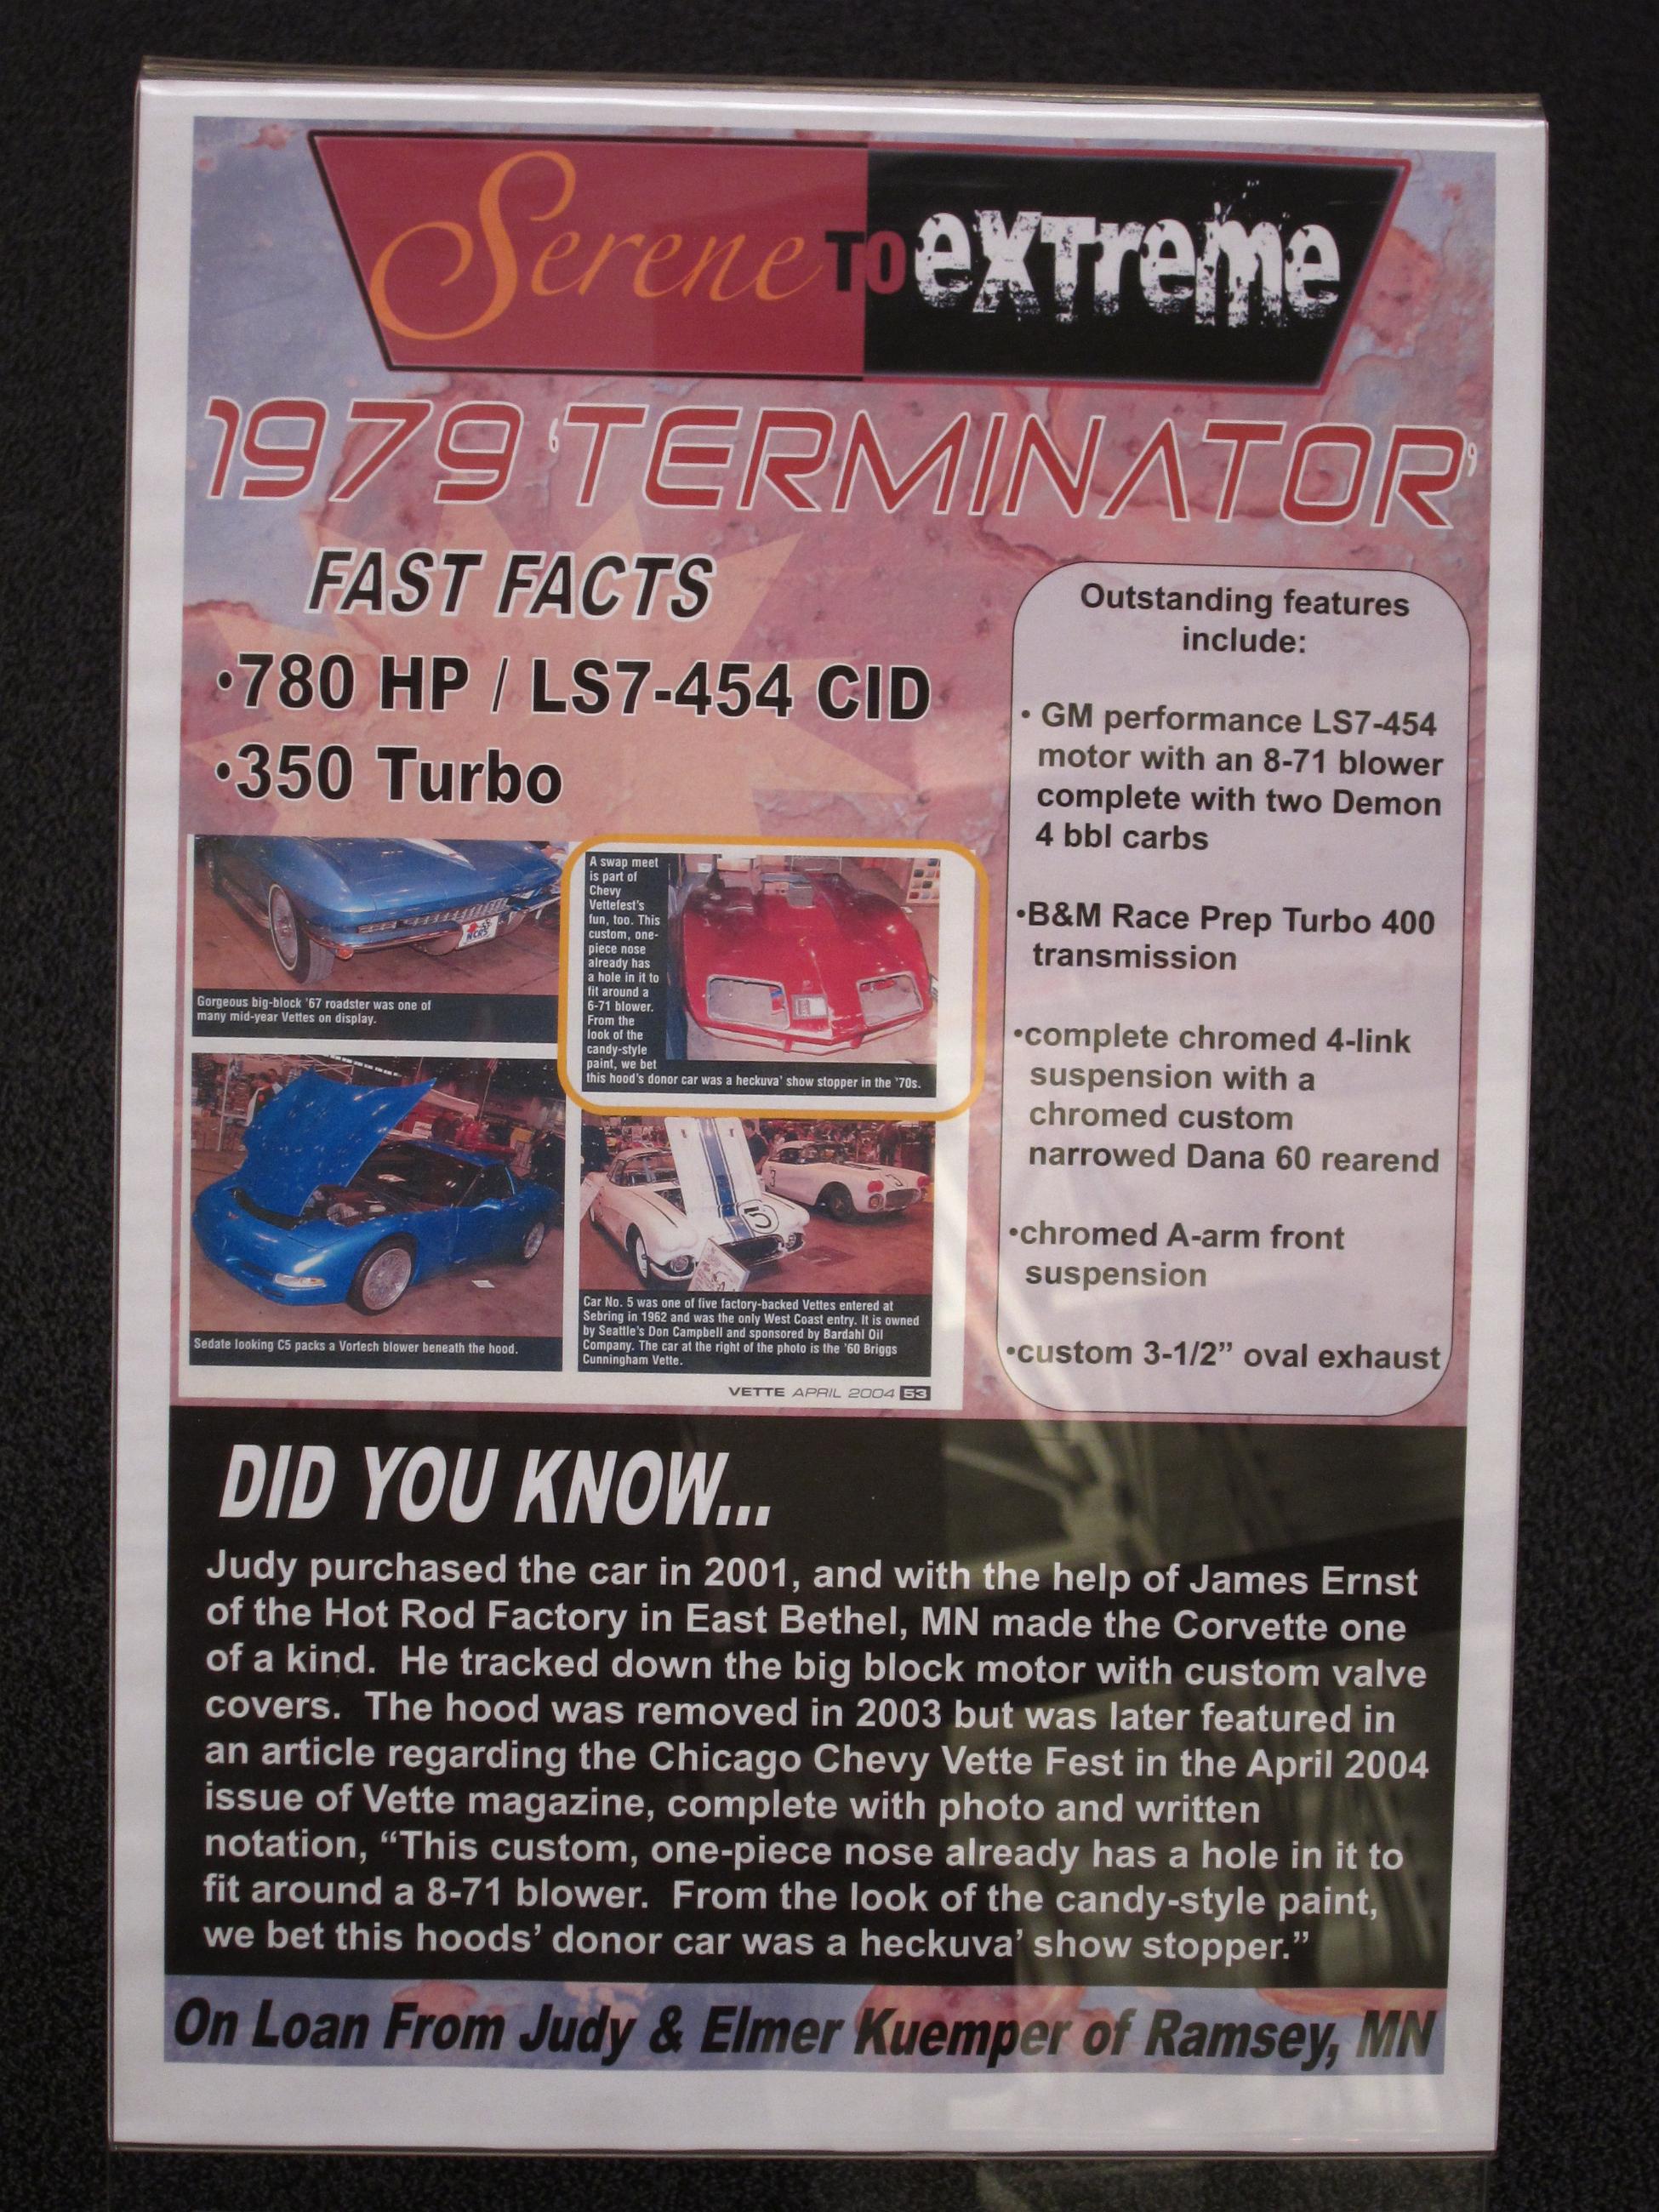 Serene TO eXTreme
1979 ‘TERMINATOR’
FAST FACTS
•780 HP / LS7-454 CID
•350 Turbo
Gorgeous big-block '67 roadster was one of
many mid-year Vettes on display.
A swap meet
is part of
Chevy
Vettefest's
fun, too. This
custom, one-
piece nose
already has
a hole in it to
fit around a
6-71 blower.
From the
look of the
candy-style
paint, we bet
this hood's donor car was a heckuva' show stopper in the '70s.
Sedate looking C5 packs a Vortech blower beneath the hood.
5
3
Car No. 5 was one of five factory-backed Vettes entered at
Sebring in 1962 and was the only West Coast entry. It is owned
by Seattle's Don Campbell and sponsored by Bardahl Oil
Company. The car at the right of the photo is the '60 Briggs
Cunningham Vette.
VETTE APRIL 2004 53
Outstanding features
include:
• GM performance LS7-454
motor with an 8-71 blower
complete with two Demon
4 bbl carbs
•B&M Race Prep Turbo 400
transmission
•complete chromed 4-link
suspension with a
chromed custom
narrowed Dana 60 rearend
•chromed A-arm front
suspension
•custom 3-1/2” oval exhaust
DID YOU KNOW...
Judy purchased the car in 2001, and with the help of James Ernst
of the Hot Rod Factory in East Bethel, MN made the Corvette one
of a kind.  He tracked down the big block motor with custom valve
covers.  The hood was removed in 2003 but was later featured in
an article regarding the Chicago Chevy Vette Fest in the April 2004
issue of Vette magazine, complete with photo and written
notation, “This custom, one-piece nose already has a hole in it to
fit around a 8-71 blower.  From the look of the candy-style paint,
we bet this hoods’ donor car was a heckuva’ show stopper.”
On Loan From Judy & Elmer Kuemper of Ramsey, MN